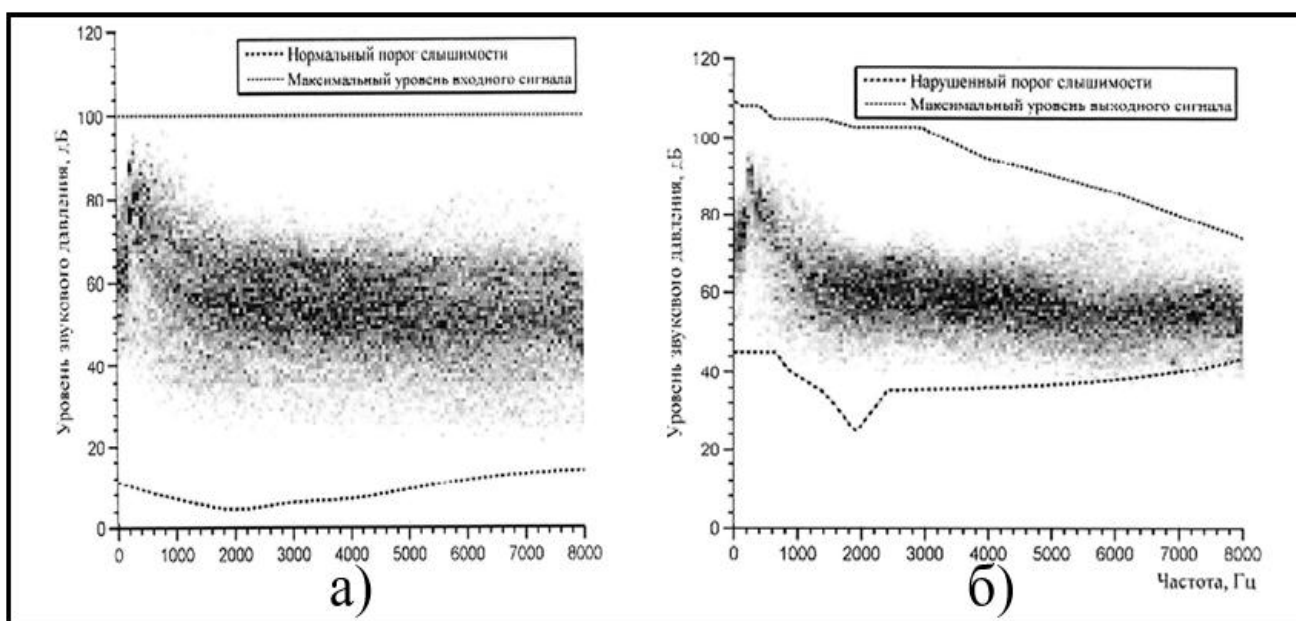 120
100
80
60
40
20
0
Уровень звукового давления, дБ
Нормальный порог слышимости
Максимальный уровень входного сигнала
0 1000 2000 3000 4000 5000 6000 7000 8000
а)
120
100
80
60
40
20
0
Уровень звукового давления, дБ
Нарушенный порог слышимости
Максимальный уровень выходного сигнала
0 1000 2000 3000 4000 5000 6000 7000 8000
Частота, Гц
б)